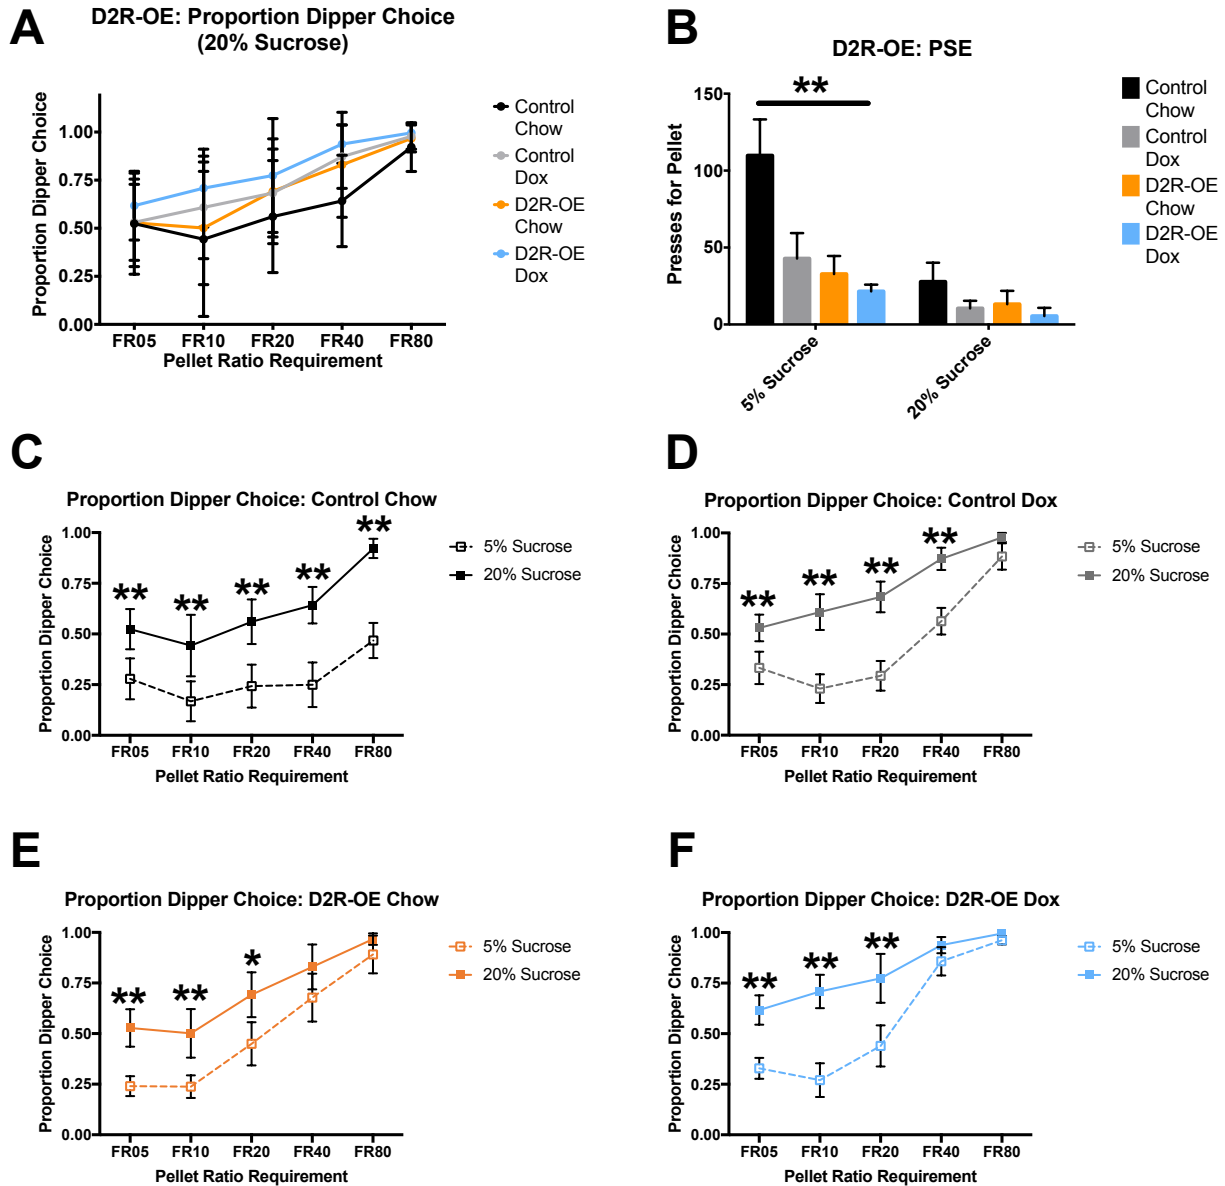 A
D2R-OE: Proportion Dipper Choice
(20% Sucrose)
Proportion Dipper Choice
1.00
0.75
0.50
0.25
0.00
FR05 FR10 FR20 FR40 FR80
Pellet Ratio Requirement
Control
Chow
Control
Dox
D2R-OE
Chow
D2R-OE
Dox
B
D2R-OE: PSE
Presses for Pellet
150
100
50
0
**
5% Sucrose
20% Sucrose
Control
Chow
Control
Dox
D2R-OE
Chow
D2R-OE
Dox
C
Proportion Dipper Choice: Control Chow
Proportion Dipper Choice
1.00
0.75
0.50
0.25
0.00
** ** ** ** **
FR05 FR10 FR20 FR40 FR80
Pellet Ratio Requirement
5% Sucrose
20% Sucrose
D
Proportion Dipper Choice: Control Dox
Proportion Dipper Choice
1.00
0.75
0.50
0.25
0.00
** ** ** **
FR05 FR10 FR20 FR40 FR80
Pellet Ratio Requirement
5% Sucrose
20% Sucrose
E
Proportion Dipper Choice: D2R-OE Chow
Proportion Dipper Choice
1.00
0.75
0.50
0.25
0.00
** ** *
FR05 FR10 FR20 FR40 FR80
Pellet Ratio Requirement
5% Sucrose
20% Sucrose
F
Proportion Dipper Choice: D2R-OE Dox
Proportion Dipper Choice
1.00
0.75
0.50
0.25
0.00
** ** **
FR05 FR10 FR20 FR40 FR80
Pellet Ratio Requirement
5% Sucrose
20% Sucrose